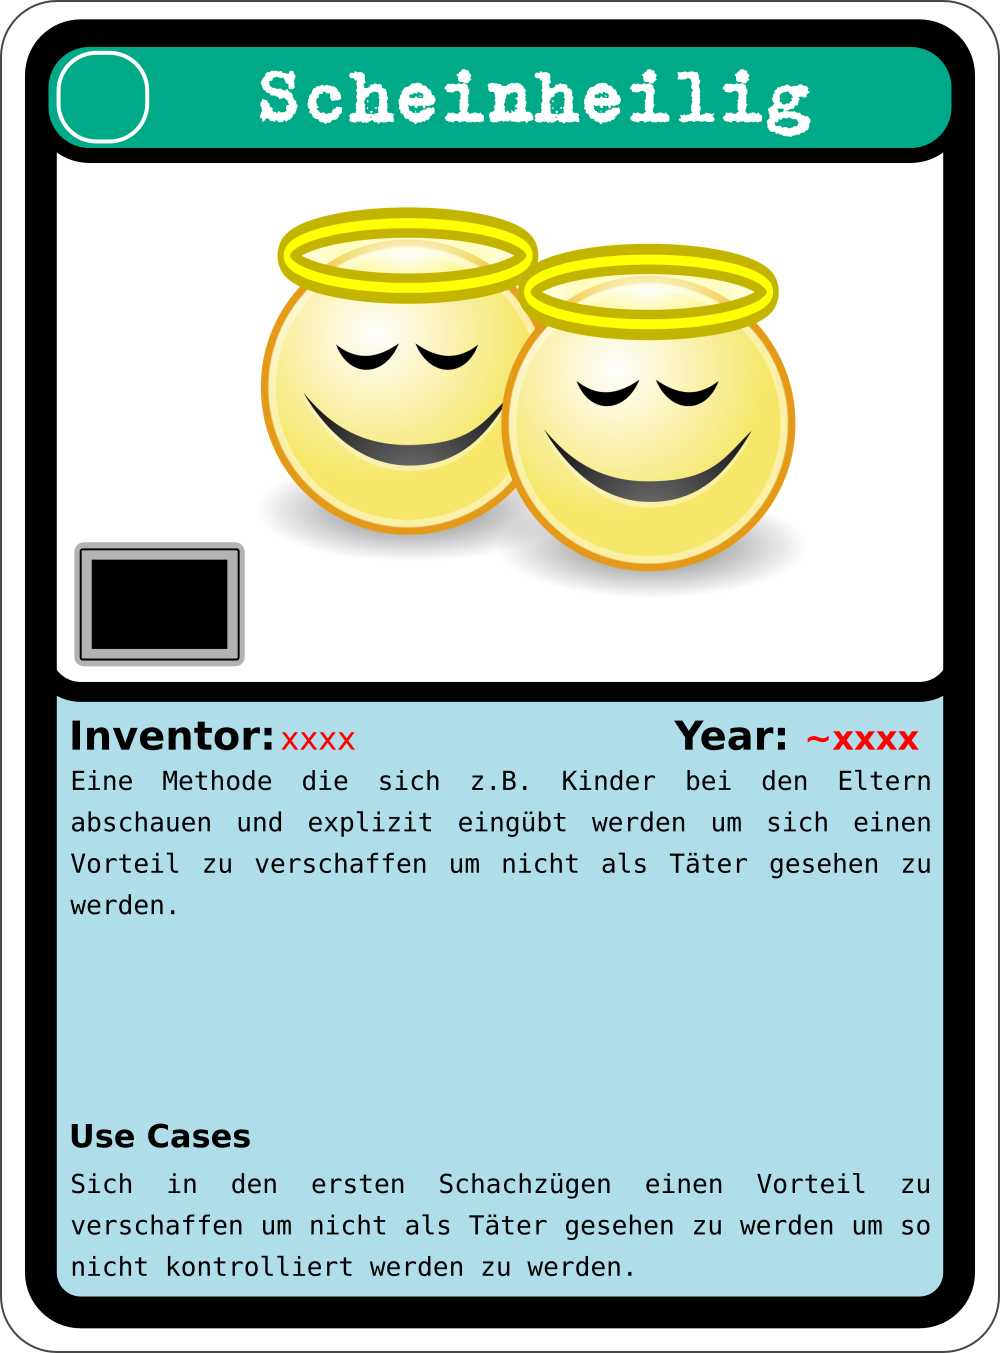 Scheinheilig
Inventor: xxxx Year: ~xxxx
Eine Methode die sich z.B. Kinder bei den Eltern
abschauen und explizit eingübt werden um sich einen
Vorteil zu verschaffen um nicht als Täter gesehen zu
werden.
Use Cases
Sich in den ersten Schachzügen einen Vorteil zu
verschaffen um nicht als Täter gesehen zu werden um so
nicht kontrolliert werden zu werden.